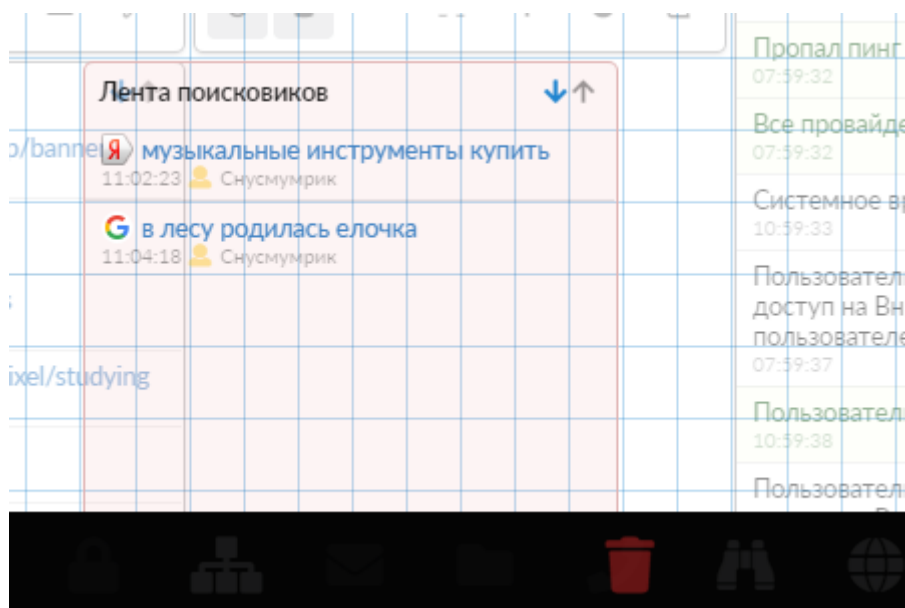 Лента поисковиков
Я музыкальные инструменты купить
11:02:23 Снусмумрик
G в лесу родилась елочка
11:04:18 Снусмумрик
p/banne
s
ixel/studying
Пропал пинг
07:59:32
Все провайде
07:59:32
Системное вр
10:59:33
Пользовател
доступ на Вн
пользователе
07:59:37
Пользовател
10:59:38
Пользовател